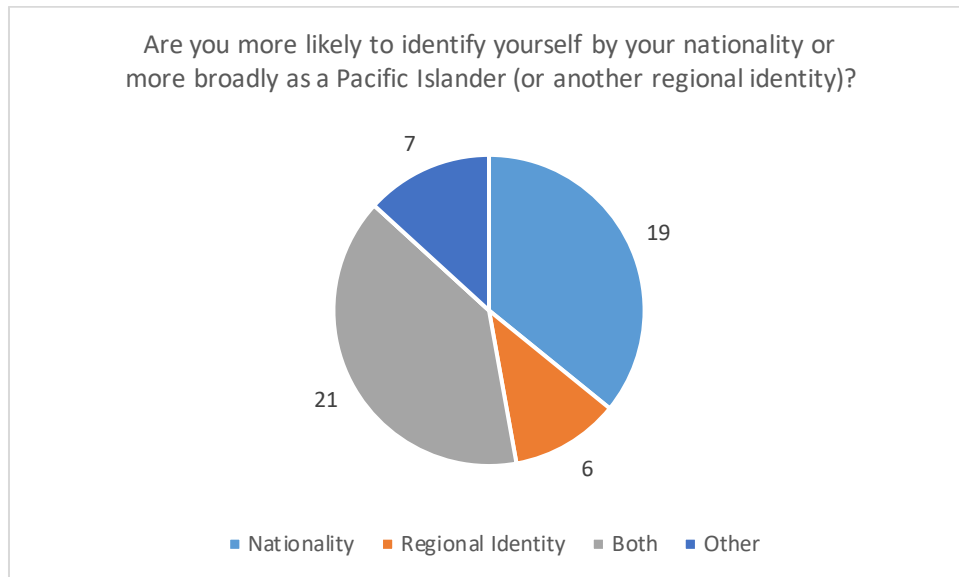 Are you more likely to identify yourself by your nationality or
more broadly as a Pacific Islander (or another regional identity)?
7
19
21
6
Nationality Regional Identity Both Other